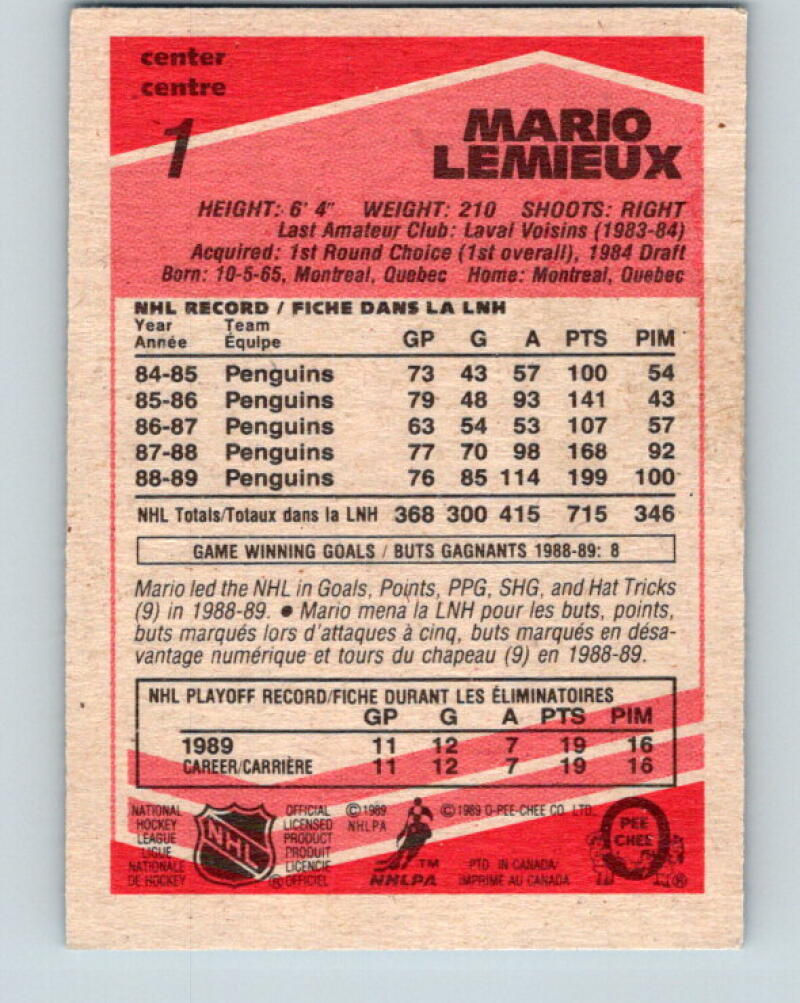 center
centre
1
MARIO
LEMIEUX
HEIGHT: 6' 4" WEIGHT: 210 SHOOTS: RIGHT
Last Amateur Club: Laval Voisins (1983-84)
Acquired: 1st Round Choice (1st overall), 1984 Draft
Born: 10-5-65, Montreal, Quebec Home: Montreal, Quebec
NHL RECORD / FICHE DANS LA LNH
Year Team
Année Équipe GP G A PTS PIM
84-85 Penguins 73 43 57 100 54
85-86 Penguins 79 48 93 141 43
86-87 Penguins 63 54 53 107 57
87-88 Penguins 77 70 98 168 92
88-89 Penguins 76 85 114 199 100
NHL Totals/Totaux dans la LNH 368 300 415 715 346
GAME WINNING GOALS / BUTS GAGNANTS 1988-89: 8
Mario led the NHL in Goals, Points, PPG, SHG, and Hat Tricks
(9) in 1988-89. ● Mario mena la LNH pour les buts, points,
buts marqués lors d'attaques à cinq, buts marqués en désa-
vantage numérique et tours du chapeau (9) en 1988-89.
NHL PLAYOFF RECORD/FICHE DURANT LES ÉLIMINATOIRES
GP G A PTS PIM
1989 11 12 7 19 16
CAREER/CARRIÈRE 11 12 7 19 16
NATIONAL
HOCKEY
LEAGUE
LIGUE
NATIONALE
DE HOCKEY
NHL
OFFICIAL
LICENSED
PRODUCT
PRODUIT
LICENCIÉ
® OFFICIEL
© 1989
NHLPA
TM
NHLPA
© 1989 O-PEE-CHEE CO. LTD.
PTD. IN CANADA
IMPRIMÉ AU CANADA
PEE
CHEE
®